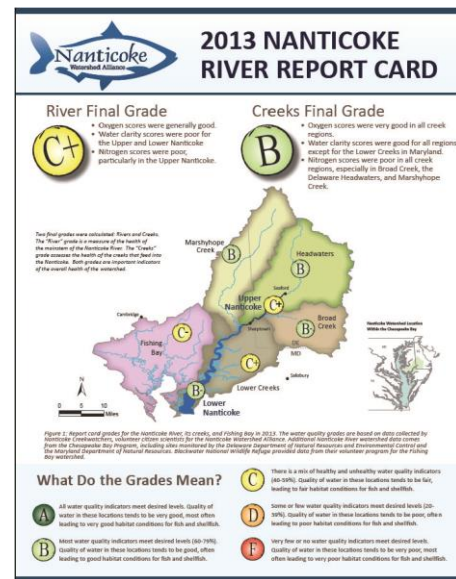 Nanticoke
Watershed Alliance
2013 NANTICOKE
RIVER REPORT CARD
River Final Grade
C+
• Oxygen scores were generally good.
• Water clarity scores were poor for
the Upper and Lower Nanticoke
• Nitrogen scores were poor,
particularly in the Upper Nanticoke.
Creeks Final Grade
B
• Oxygen scores were very good in all creek
regions.
• Water clarity scores were good for all regions
except for the Lower Creeks in Maryland.
• Nitrogen scores were poor in all creek
regions, especially in Broad Creek, the
Delaware Headwaters, and Marshyhope
Creek.
Two final grades were calculated: Rivers and Creeks.
The "River" grade is a measure of the health of
the mainstem of the Nanticoke River. The "Creeks"
grade assesses the health of the creeks that feed into
the Nanticoke. Both grades are important indicators
of the overall health of the watershed.
Marshyhope
Creek
B
Headwaters
B
Seaford
Upper
Nanticoke
C+
Broad
Creek
B-
Cambridge
Sharptown
DE
MD
Fishing
Bay
C-
Lower Creeks
C+
Salisbury
B-
Lower
Nanticoke
N
0 5 10
Miles
Nanticoke Watershed Location
Within the Chesapeake Bay
Figure 1: Report card grades for the Nanticoke River, its creeks, and Fishing Bay in 2013. The water quality grades are based on data collected by
Nanticoke Creekwatchers, volunteer citizen scientists for the Nanticoke Watershed Alliance. Additional Nanticoke River watershed data comes
from the Chesapeake Bay Program, including sites monitored by the Delaware Department of Natural Resources and Environmental Control and
the Maryland Department of Natural Resources. Blackwater National Wildlife Refuge provided data from their volunteer program for the Fishing
Bay watershed.
What Do the Grades Mean?
A
All water quality indicators meet desired levels. Quality of
water in these locations tends to be very good, most often
leading to very good habitat conditions for fish and shellfish.
B
Most water quality indicators meet desired levels (60-79%).
Quality of water in these locations tends to be good, often
leading to good habitat conditions for fish and shellfish.
C
There is a mix of healthy and unhealthy water quality indicators
(40-59%). Quality of water in these locations tends to be fair,
leading to fair habitat conditions for fish and shellfish.
D
Some or few water quality indicators meet desired levels (20-
39%). Quality of water in these locations tends to be poor, often
leading to poor habitat conditions for fish and shellfish.
F
Very few or no water quality indicators meet desired levels.
Quality of water in these locations tends to be very poor, most
often leading to very poor habitat conditions for fish and shellfish.